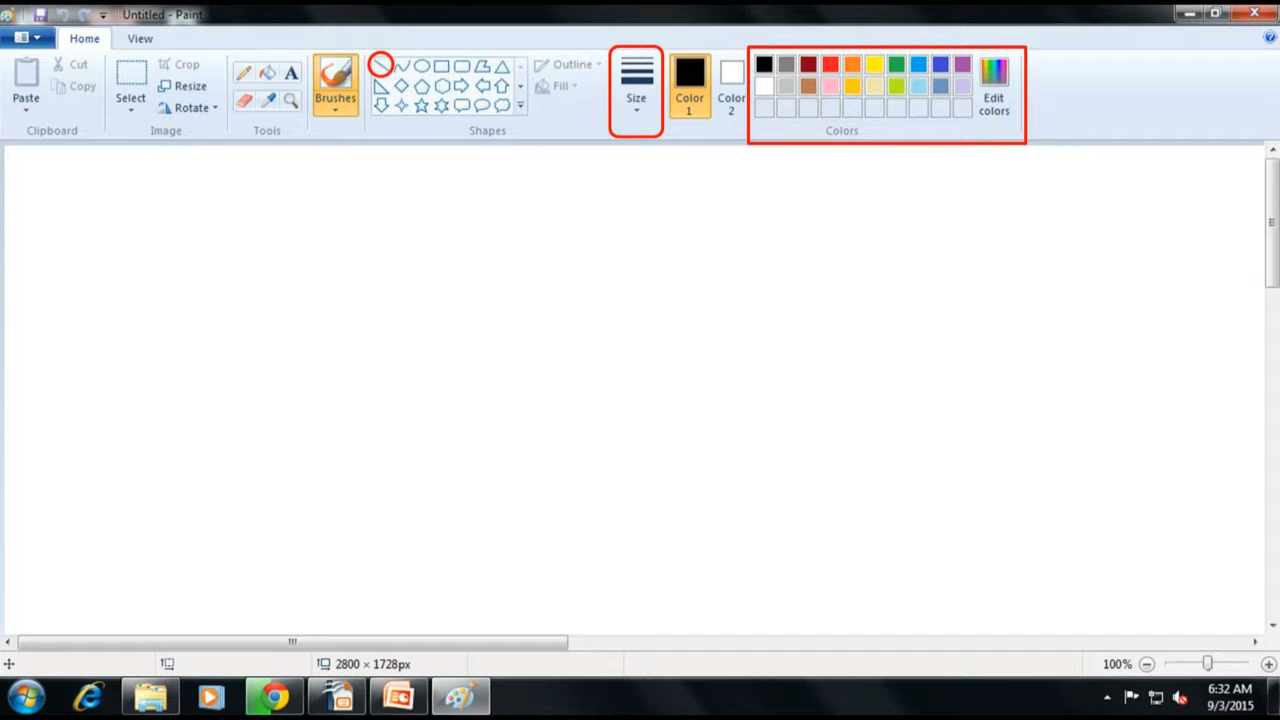 Untitled - Paint
Home View
Cut
Copy
Paste
Clipboard
Crop
Resize
Rotate
Select
Image
A
Tools
Brushes
Shapes
Outline
Fill
Size
Color 1
Color 2
Edit colors
Colors
2800 × 1728px
100%
6:32 AM
9/3/2015